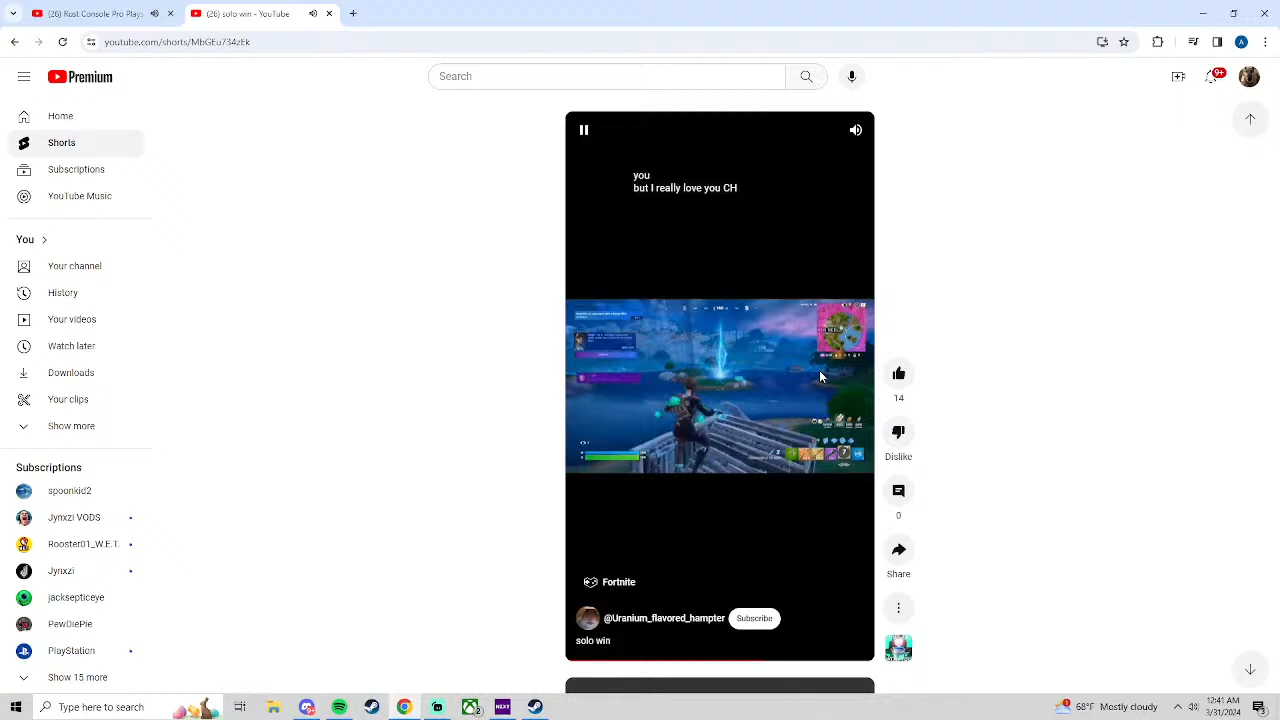 (26) Rust Console Pro Plays
(26) solo win - YouTube
youtube.com/shorts/MbGEu734zEk
A
Premium
Search
9+
Home
Shorts
Subscriptions
YouTube Music
You
Your channel
History
Your videos
Watch later
Downloads
Your clips
Show more
Subscriptions
spoonkid2
Jynxzi VODS
Rooster01_W.E.T.
Jynxzi
jacksepticeye
PewDiePie
PlayStation
Show 15 more
you
but I really love you CH
Fortnite
@Uranium_flavored_hampter
Subscribe
solo win
14
Dislike
0
Share
Type here to search
NZXT
68°F Mostly cloudy
12:41 AM
3/31/2024